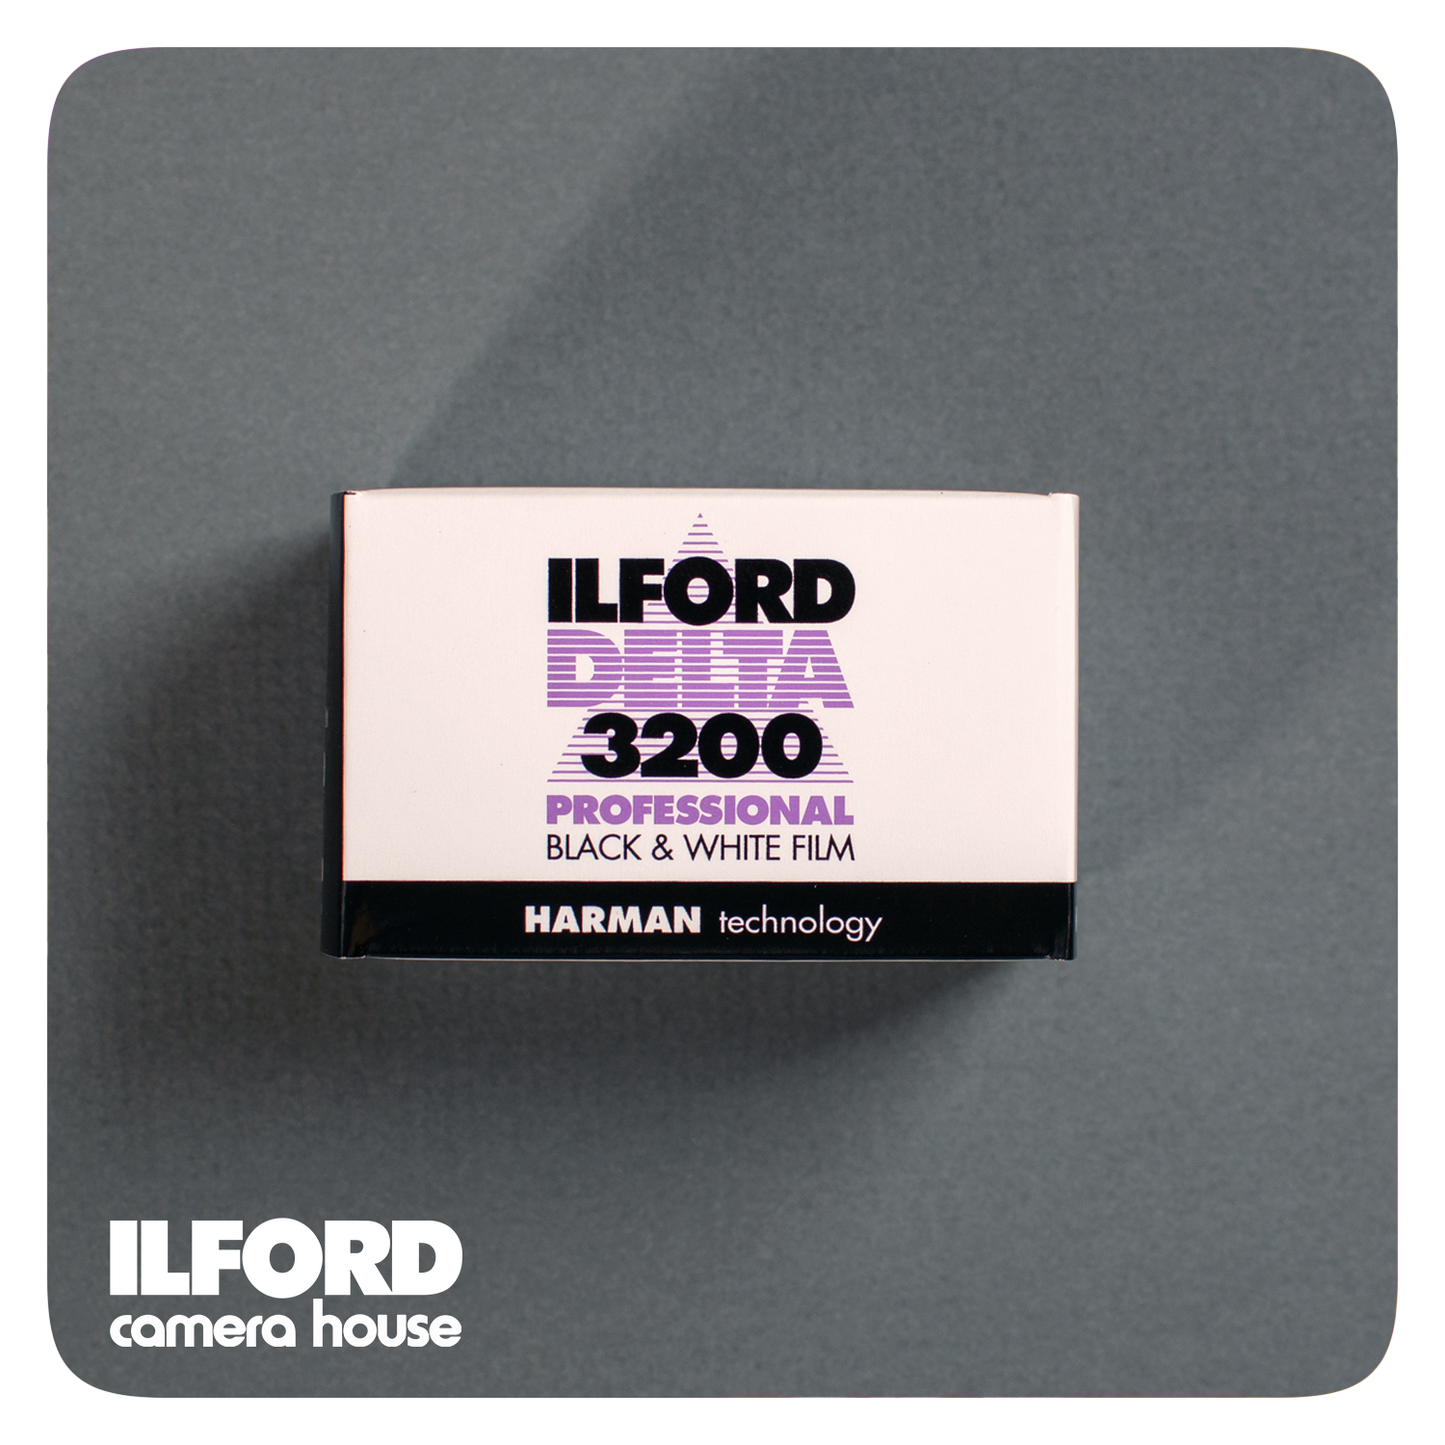 ILFORD
DELTA
3200
PROFESSIONAL
BLACK & WHITE FILM
HARMAN technology
ILFORD
camera house